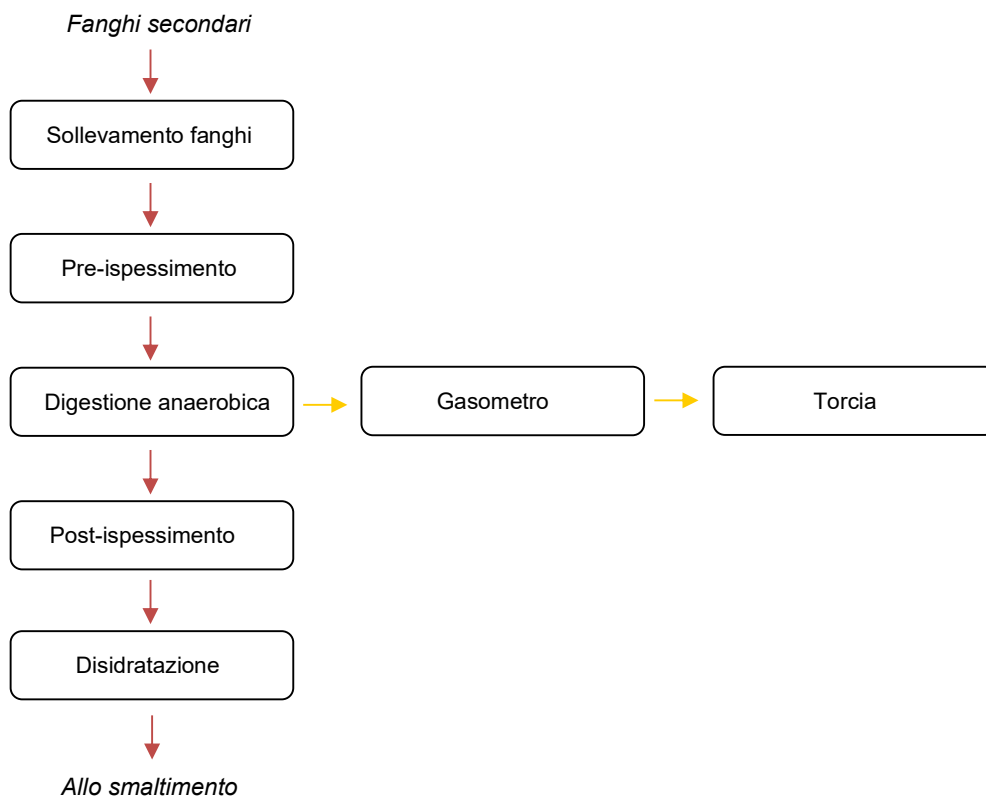 Fanghi secondari
Sollevamento fanghi
Pre-ispessimento
Digestione anaerobica
Gasometro
Torcia
Post-ispessimento
Disidratazione
Allo smaltimento